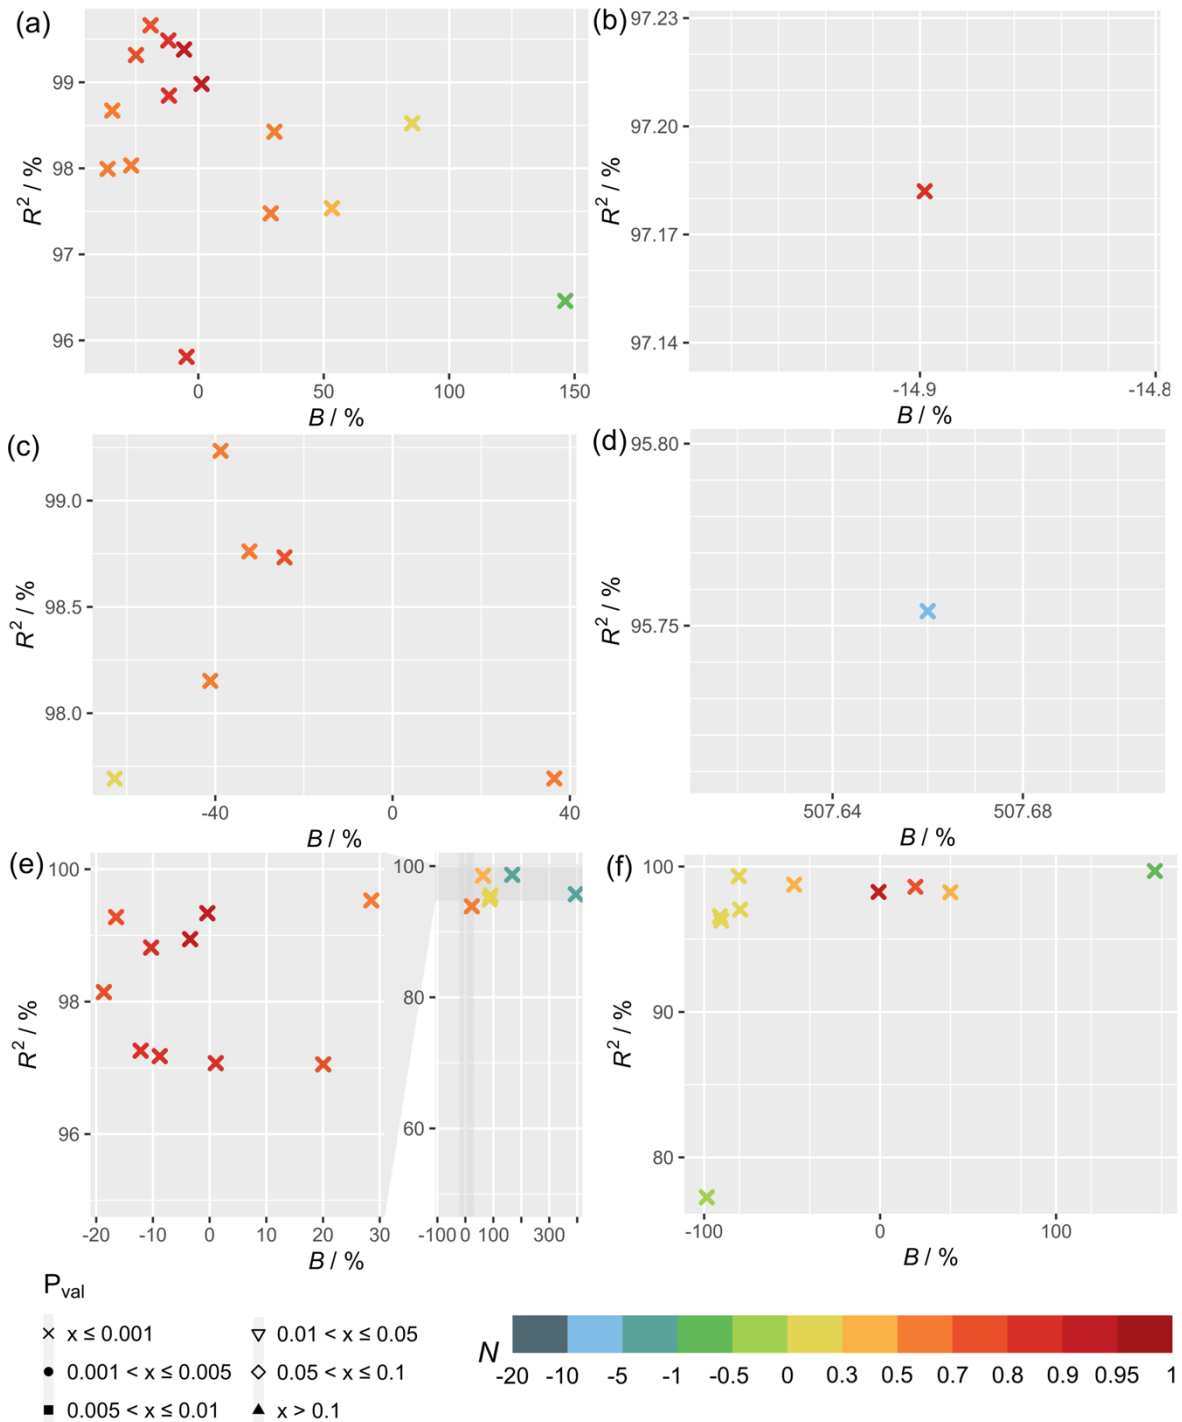 (a)
99
98
97
96
R² / %
0
50
100
150
B / %
(b)
97.23
97.20
97.17
97.14
R² / %
-14.9
-14.8
B / %
(c)
99.0
98.5
98.0
R² / %
-40
0
40
B / %
(d)
95.80
95.75
R² / %
507.64
507.68
B / %
(e)
100
98
96
R² / %
-20
-10
0
10
20
30
B / %
100
80
60
-100
0
100
300
(f)
100
90
80
R² / %
-100
0
100
B / %
Pval
x ≤ 0.001
0.001 < x ≤ 0.005
0.005 < x ≤ 0.01
0.01 < x ≤ 0.05
0.05 < x ≤ 0.1
x > 0.1
N
-20 -10 -5 -1 -0.5 0 0.3 0.5 0.7 0.8 0.9 0.95 1